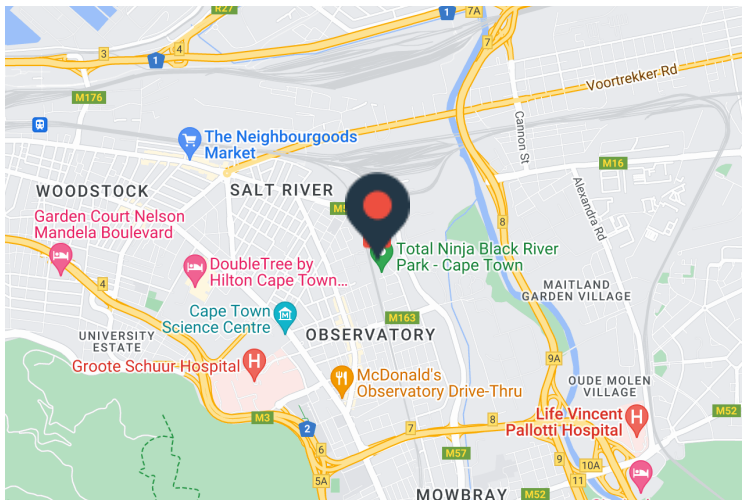 R27
1
7A
4
3
1
7
Voortrekker Rd
M176
Cannon St
The Neighbourgoods
Market
M16
WOODSTOCK
SALT RIVER
Alexandra Rd
Garden Court Nelson
Mandela Boulevard
8
Total Ninja Black River
Park - Cape Town
DoubleTree by
Hilton Cape Town...
MAITLAND
GARDEN VILLAGE
Cape Town
Science Centre
M163
UNIVERSITY
ESTATE
OBSERVATORY
9A
Groote Schuur Hospital
H
McDonald's
Observatory Drive-Thru
OUDE MOLEN
VILLAGE
M3
2
7
8
Life Vincent
Pallotti Hospital
H
M52
6
M57
9
10A
5A
11
MOWBRAY
M52